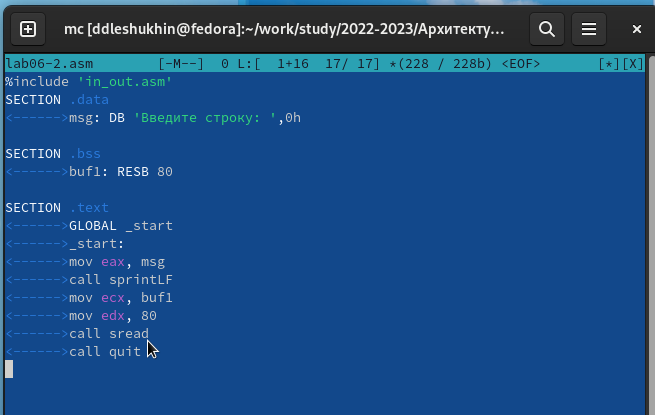 mc [ddleshukhin@fedora]:~/work/study/2022-2023/Архитекту...
lab06-2.asm [-M--] 0 L:[ 1+16 17/ 17] *(228 / 228b) <EOF> [*][X]
%include 'in_out.asm'
SECTION .data
<------>msg: DB 'Введите строку: ',0h
SECTION .bss
<------>buf1: RESB 80
SECTION .text
<------>GLOBAL _start
<------>_start:
<------>mov eax, msg
<------>call sprintLF
<------>mov ecx, buf1
<------>mov edx, 80
<------>call sread
<------>call quit